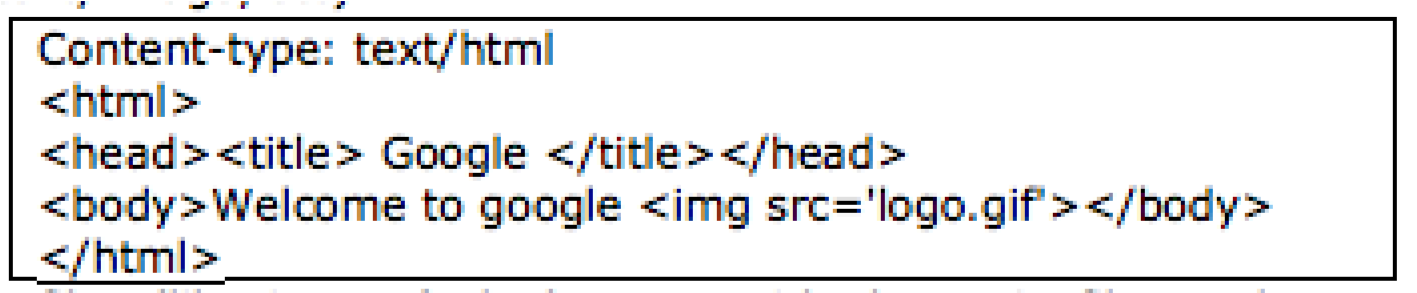 Content-type: text/html
<html>
<head><title> Google </title></head>
<body>Welcome to google <img src='logo.gif'></body>
</html>